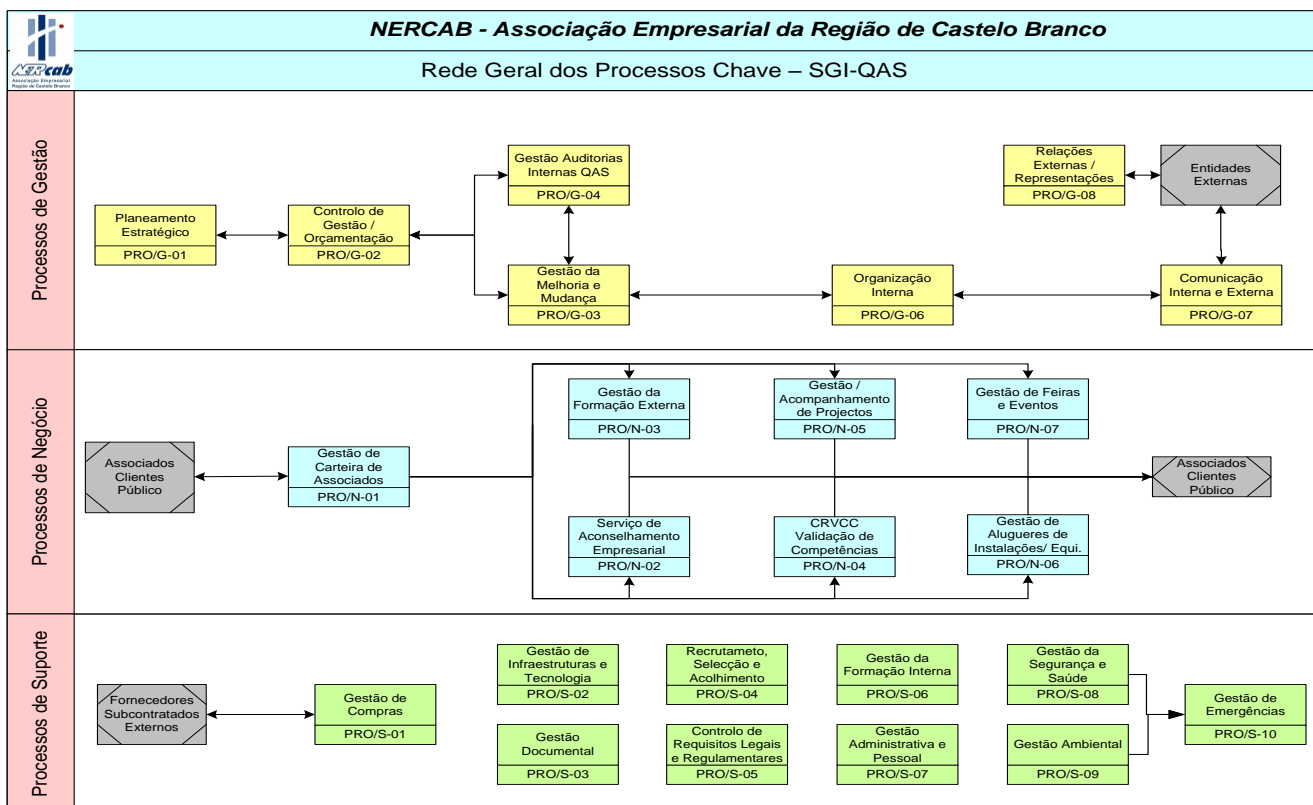 NERCAB - Associação Empresarial da Região de Castelo Branco
NERcab
Associação Empresarial
Região de Castelo Branco
Rede Geral dos Processos Chave – SGI-QAS
Processos de Gestão
Planeamento
Estratégico
PRO/G-01
Controlo de
Gestão /
Orçamentação
PRO/G-02
Gestão Auditorias
Internas QAS
PRO/G-04
Gestão da
Melhoria e
Mudança
PRO/G-03
Organização
Interna
PRO/G-06
Relações
Externas /
Representações
PRO/G-08
Entidades
Externas
Comunicação
Interna e Externa
PRO/G-07
Processos de Negócio
Associados
Clientes
Público
Gestão de
Carteira de
Associados
PRO/N-01
Gestão da
Formação Externa
PRO/N-03
Gestão /
Acompanhamento
de Projectos
PRO/N-05
Gestão de Feiras
e Eventos
PRO/N-07
Serviço de
Aconselhamento
Empresarial
PRO/N-02
CRVCC
Validação de
Competências
PRO/N-04
Gestão de
Alugueres de
Instalações/ Equi.
PRO/N-06
Associados
Clientes
Público
Processos de Suporte
Fornecedores
Subcontratados
Externos
Gestão de
Compras
PRO/S-01
Gestão de
Infraestruturas e
Tecnologia
PRO/S-02
Recrutameto,
Selecção e
Acolhimento
PRO/S-04
Gestão da
Formação Interna
PRO/S-06
Gestão da
Segurança e
Saúde
PRO/S-08
Gestão
Documental
PRO/S-03
Controlo de
Requisitos Legais
e Regulamentares
PRO/S-05
Gestão
Administrativa e
Pessoal
PRO/S-07
Gestão Ambiental
PRO/S-09
Gestão de
Emergências
PRO/S-10